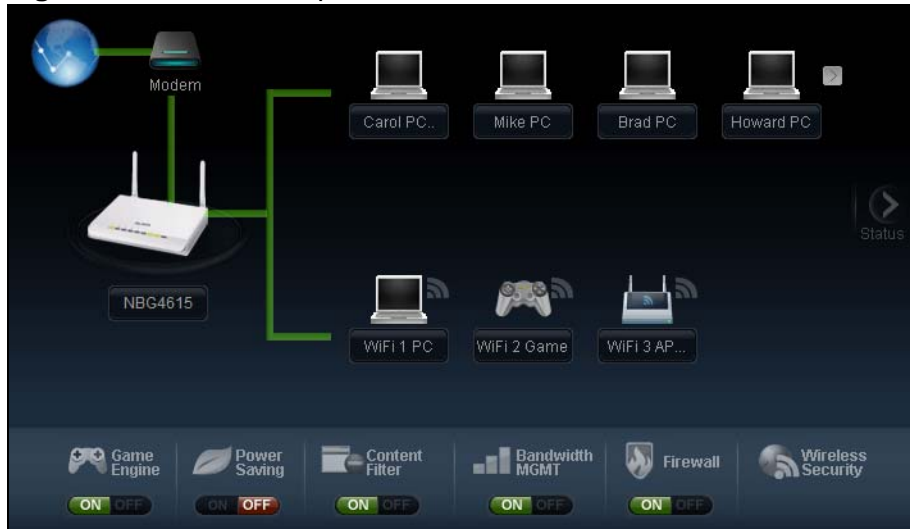 Modem
Carol PC..
Mike PC
Brad PC
Howard PC
Status
NBG4615
WiFi 1 PC
WiFi 2 Game
WiFi 3 AP...
Game Engine
Power Saving
Content Filter
Bandwidth MGMT
Firewall
Wireless Security
ON OFF
ON OFF
ON OFF
ON OFF
ON OFF